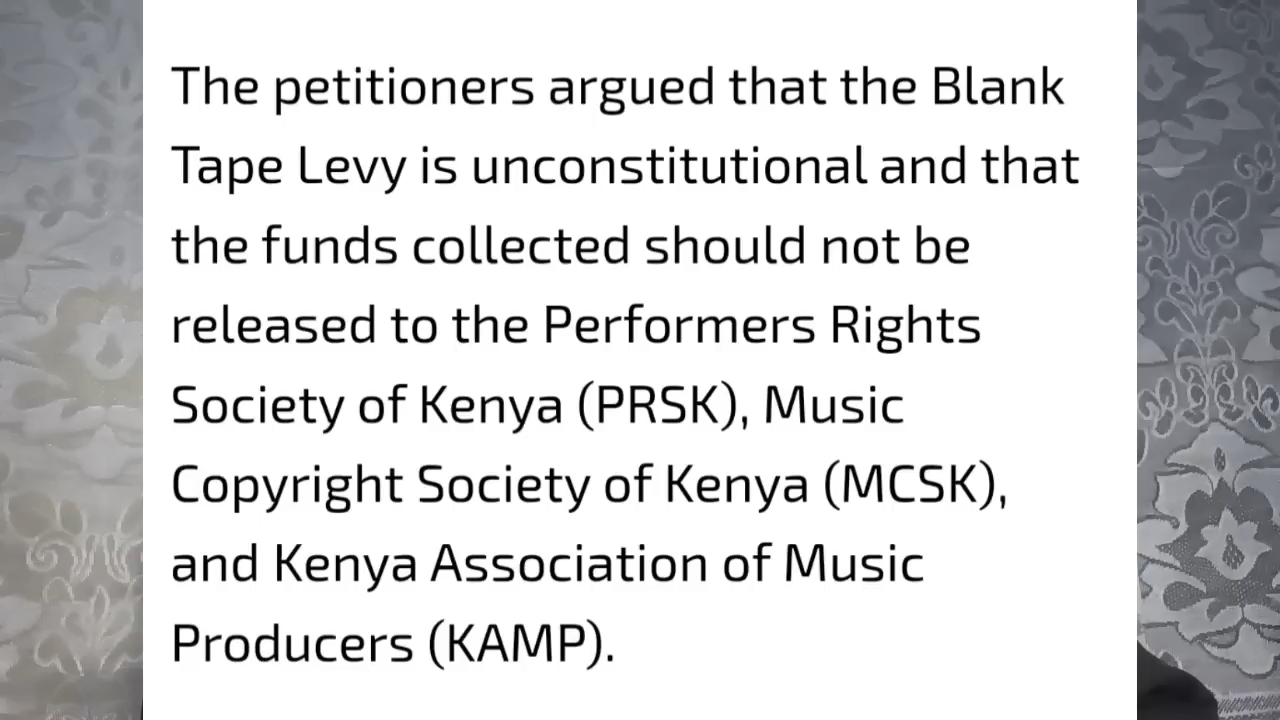 The petitioners argued that the Blank
Tape Levy is unconstitutional and that
the funds collected should not be
released to the Performers Rights
Society of Kenya (PRSK), Music
Copyright Society of Kenya (MCSK),
and Kenya Association of Music
Producers (KAMP).